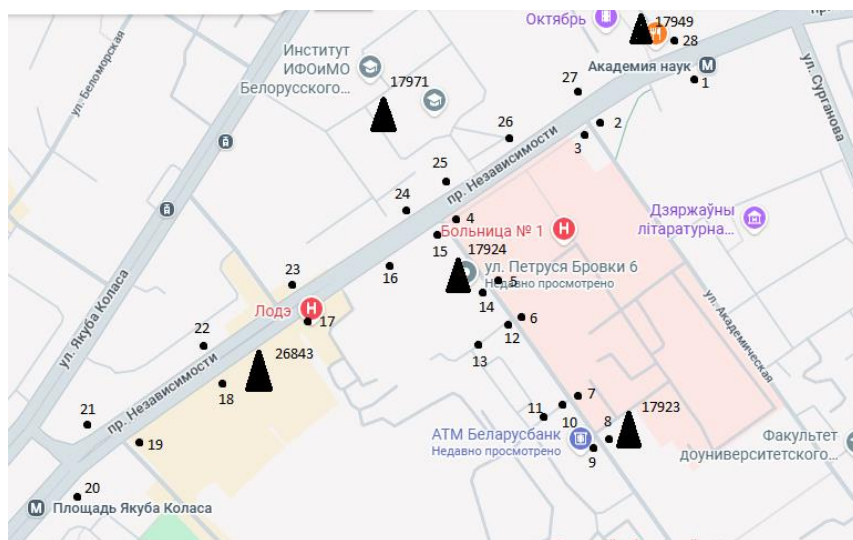 Октябрь
17949
пр.
28
Институт
ИФОиМО
Белорусского...
17971
Академия наук
M
1
ул. Сурганова
ул. Беломорская
27
2
3
26
25
пр. Независимости
24
4
Больница № 1
H
Дзяржаўны
літаратурна...
15
17924
ул. Петруся Бровки 6
Недавно просмотрено
16
5
14
23
ул. Якуба Коласа
Лодэ
H
17
6
12
13
ул. Академическая
22
26843
18
пр. Независимости
7
17923
21
11
10
8
АТМ Беларусбанк
Недавно просмотрено
9
Факультет
доуниверситетского...
19
20
M
Площадь Якуба Коласа